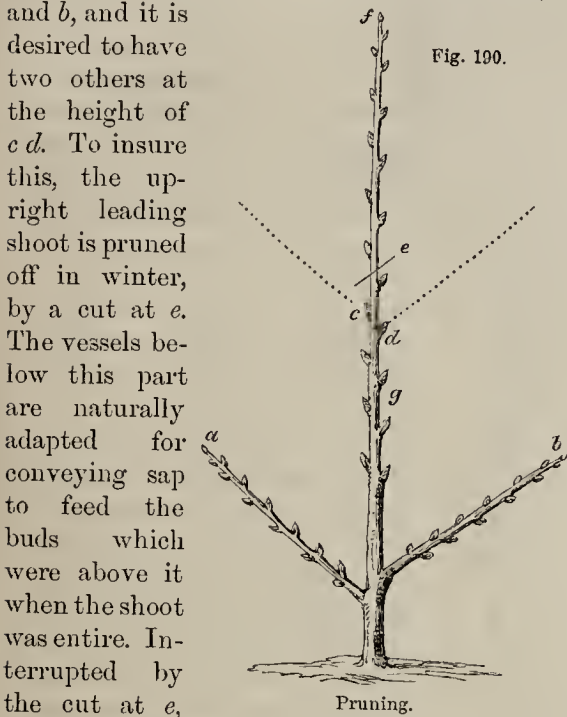 and b, and it is
desired to have
two others at
the height of
c d. To insure
this, the up-
right leading
shoot is pruned
off in winter,
by a cut at e.
The vessels be-
low this part
are naturally
adapted for
conveying sap
to feed the
buds which
were above it
when the shoot
was entire. In-
terrupted by
the cut at e,
f
Fig. 190.
e
c
d
g
a
b
Pruning.